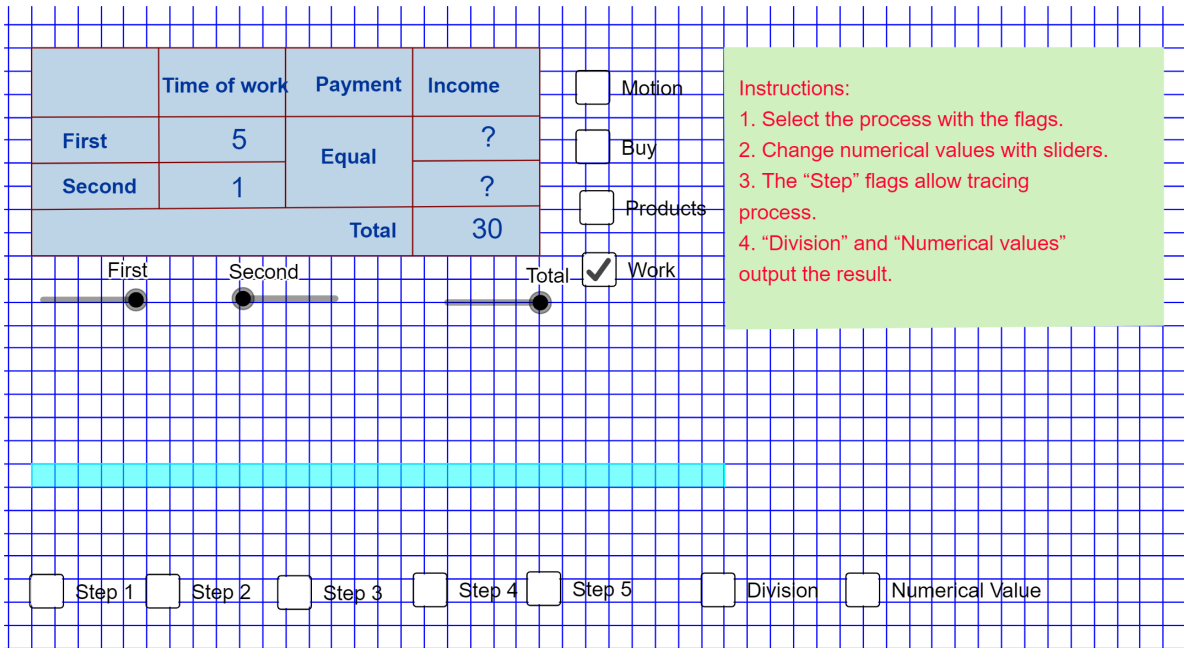 Time of work Payment Income
First 5 ?
Equal
Second 1 ?
Total 30
First Second Total
Motion
Buy
Products
Work
Instructions:
1. Select the process with the flags.
2. Change numerical values with sliders.
3. The “Step” flags allow tracing
process.
4. “Division” and “Numerical values”
output the result.
Step 1 Step 2 Step 3 Step 4 Step 5 Division Numerical Value